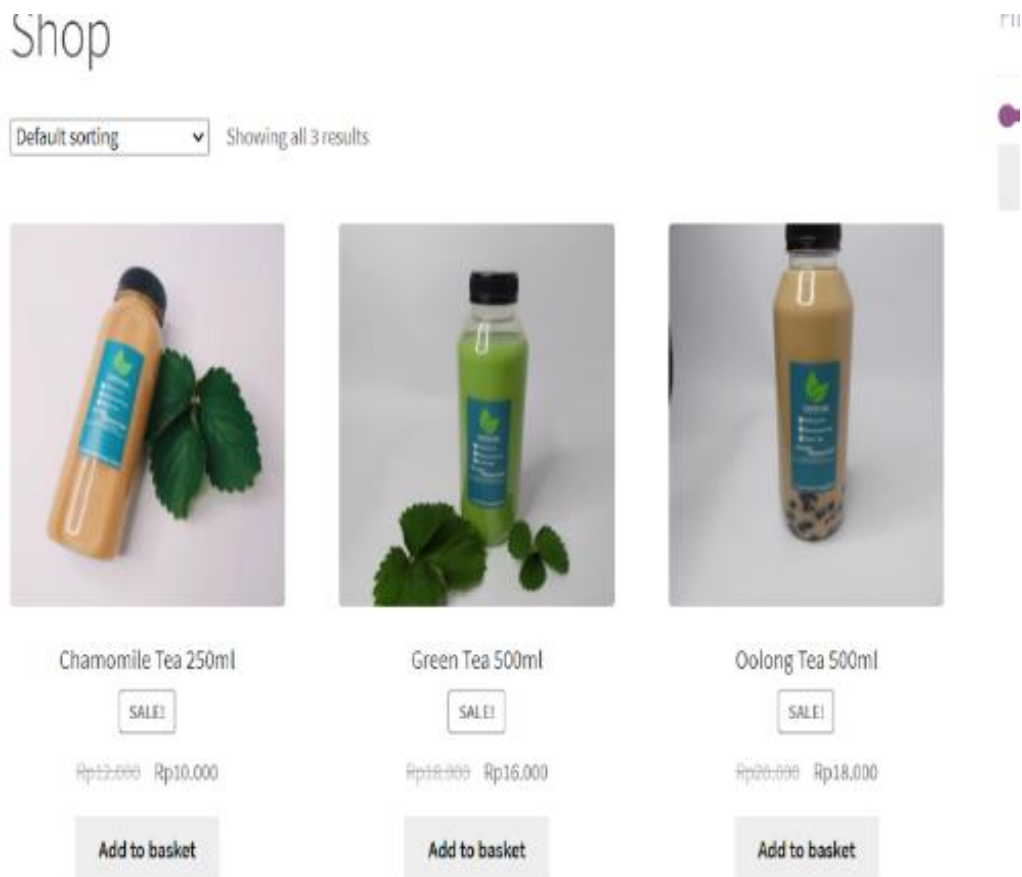 Shop
Default sorting
Showing all 3 results
Chamomile Tea 250ml
SALE!
Rp12.000 Rp10.000
Add to basket
Green Tea 500ml
SALE!
Rp18.000 Rp16.000
Add to basket
Oolong Tea 500ml
SALE!
Rp20.000 Rp18.000
Add to basket